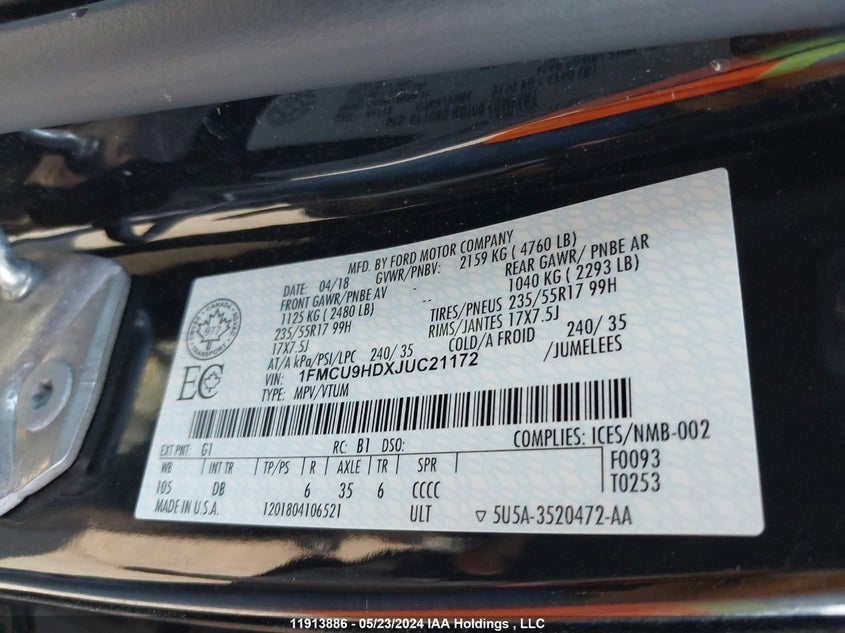 MFD. BY FORD MOTOR COMPANY
DATE: 04/18 GVWR/PNBV: 2159 KG ( 4760 LB)
FRONT GAWR/PNBE AV - REAR GAWR/ PNBE AR
1125 KG ( 2480 LB) -- 1040 KG ( 2293 LB)
235/55R17 99H TIRES/PNEUS 235/55R17 99H
17X7.5J RIMS/JANTES 17X7.5J
AT/A kPa/PSI/LPC 240/ 35 COLD/A FROID 240/ 35
VIN: 1FMCU9HDXJUC21172 /JUMELEES
TYPE: MPV/VTUM
CANADA
977
TRANSPORT
EC
EXT PNT: G1 RC: B1 DSO: COMPLIES: ICES/NMB-002
WB INT TR TP/PS R AXLE TR SPR F0093
105 DB 6 35 6 CCCC T0253
MADE IN U.S.A. 1201804106521 ULT ▽ 5U5A-3520472-AA
11913886 - 05/23/2024 IAA Holdings , LLC